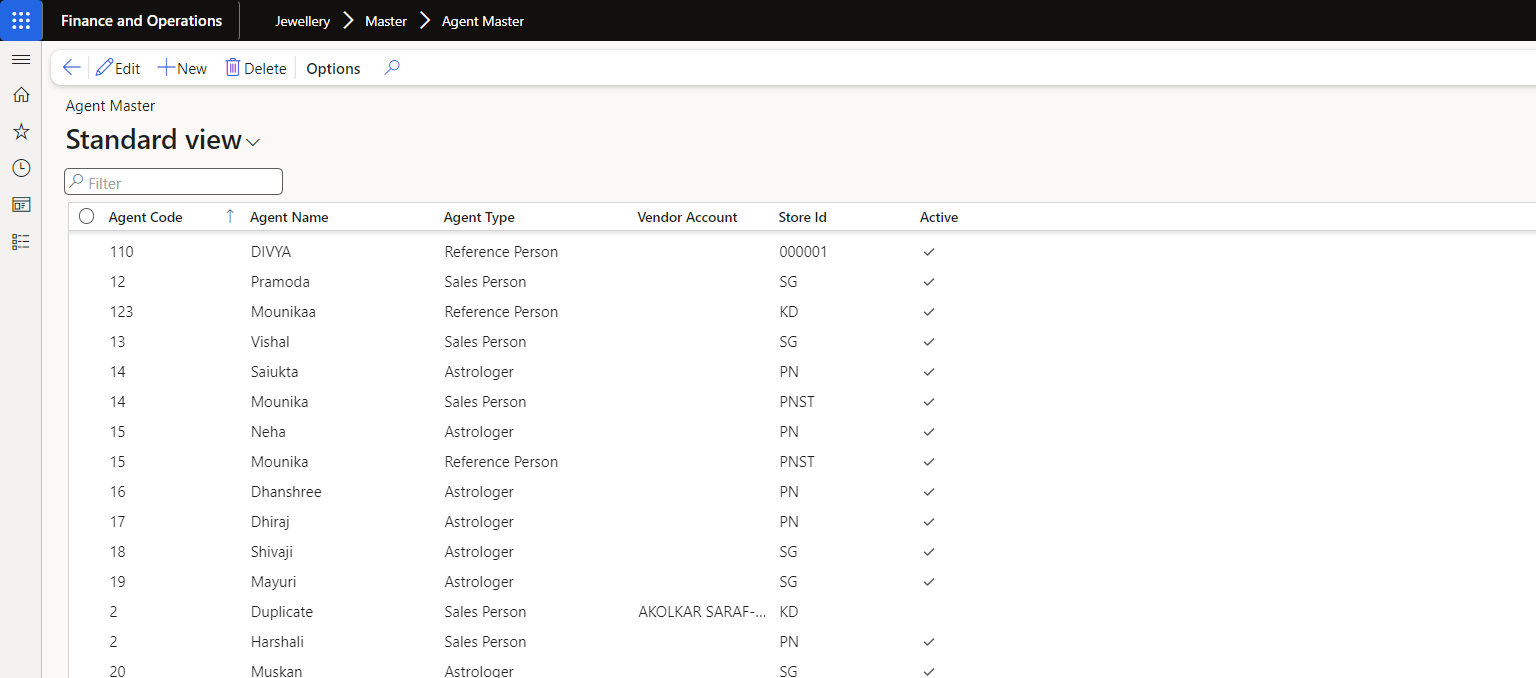 Finance and Operations Jewellery Master Agent Master
Edit New Delete Options
Agent Master
Standard view
Filter
Agent Code Agent Name Agent Type Vendor Account Store Id Active
110 DIVYA Reference Person 000001
12 Pramoda Sales Person SG
123 Mounikaa Reference Person KD
13 Vishal Sales Person SG
14 Saiukta Astrologer PN
14 Mounika Sales Person PNST
15 Neha Astrologer PN
15 Mounika Reference Person PNST
16 Dhanshree Astrologer PN
17 Dhiraj Astrologer PN
18 Shivaji Astrologer SG
19 Mayuri Astrologer SG
2 Duplicate Sales Person AKOLKAR SARAF-... KD
2 Harshali Sales Person PN
20 Muskan Astrologer SG